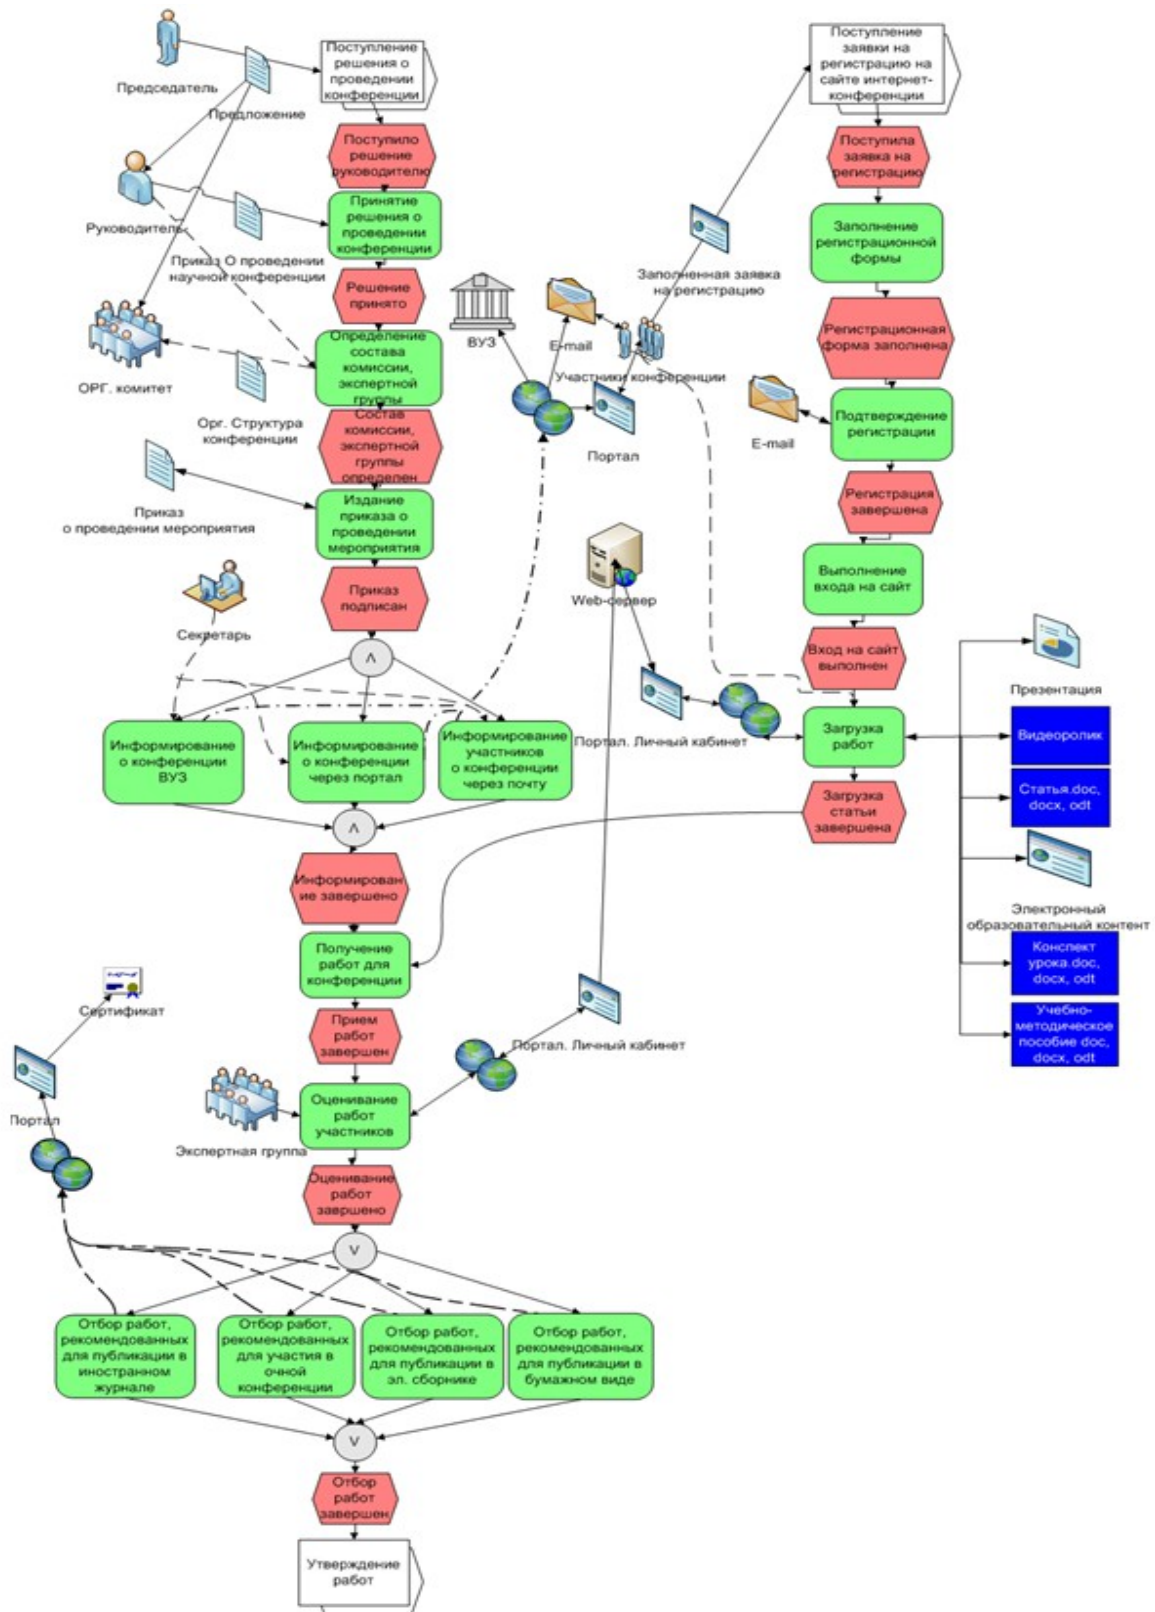 Председатель
Предложение
Поступление
решения о
проведении
конференции
Поступило
решение
руководителю
Руководитель
Приказ О проведении
научной конференции
Принятие
решения о
проведении
конференции
Решение
принято
ОРГ. комитет
Орг. Структура
конференции
Определение
состава
комиссии,
экспертной
группы
Состав
комиссии,
экспертной
группы
определен
Приказ
о проведении мероприятия
Издание
приказа о
проведении
мероприятия
Приказ
подписан
Секретарь
Λ
Информирование
о конференции
ВУЗ
Информирование
о конференции
через портал
Информирование
участников
о конференции
через почту
Λ
Информирован
ие завершено
Получение
работ для
конференции
Прием
работ
завершен
Экспертная группа
Оценивание
работ
участников
Оценивание
работ
завршено
V
Сертификат
Портал
Отбор работ,
рекомендованных
для публикации в
иностранном
журнале
Отбор работ,
рекомендованных
для участия в
очной
конференции
Отбор работ,
рекомендованных
для публикации в
эл. сборнике
Отбор работ,
рекомендованных
для публикации в
бумажном виде
V
Отбор
работ
завершен
Утверждение
работ
ВУЗ
E-mail
Участники конференции
Портал
Заполненная заявка
на регистрацию
Web-сервер
Портал. Личный кабинет
Портал. Личный кабинет
Поступление
заявки на
регистрацию на
сайте интернет-
конференции
Поступила
заявка на
регистрацию
Заполнение
регистрационной
формы
Регистрационная
форма заполнена
E-mail
Подтверждение
регистрации
Регистрация
завершена
Выполнение
входа на сайт
Вход на сайт
выполнен
Загрузка
работ
Загрузка
статьи
завершена
Презентация
Видеоролик
Статья.doc,
docx, odt
Электронный
образовательный контент
Конспект
урока.doc,
docx, odt
Учебно-
методическое
пособие doc,
docx, odt